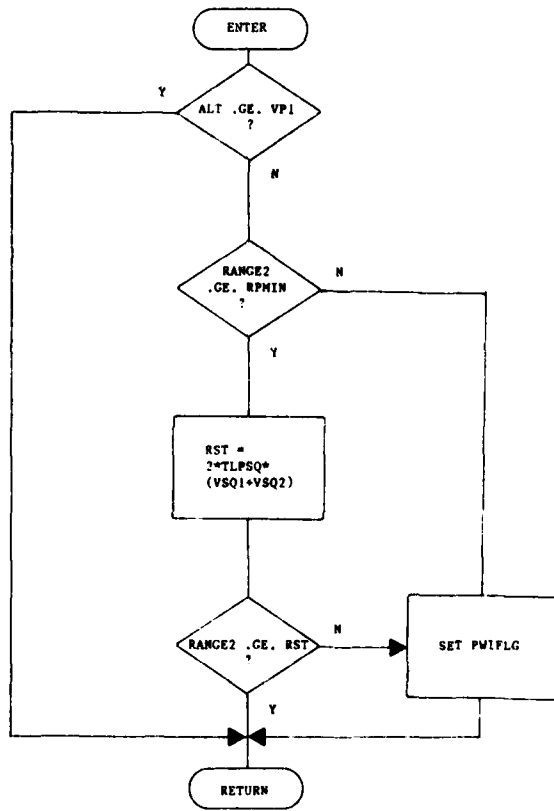 ENTER
Y
ALT .GE. VP1
?
N
RANGE2
.GE. RPMIN
?
N
Y
RST =
2*TLPSQ*
(VSQ1+VSQ2)
RANGE2 .GE. RST
?
N
SET PWIFLG
Y
RETURN